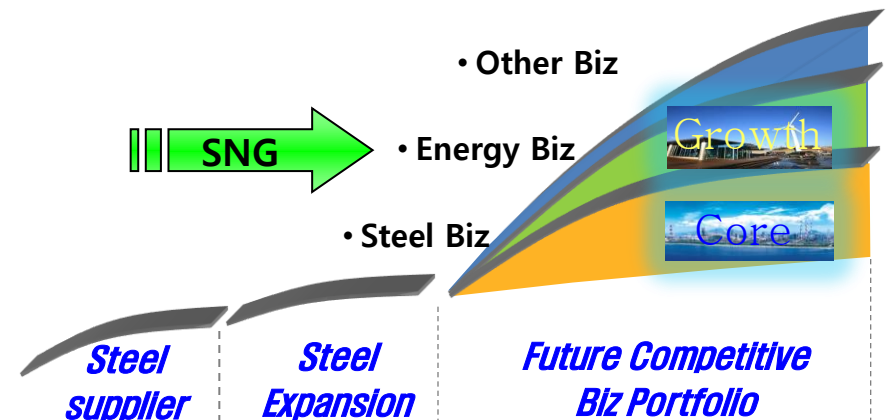 • Other Biz
SNG
• Energy Biz
Growth
• Steel Biz
Core
Steel
supplier
Steel
Expansion
Future Competitive
Biz Portfolio